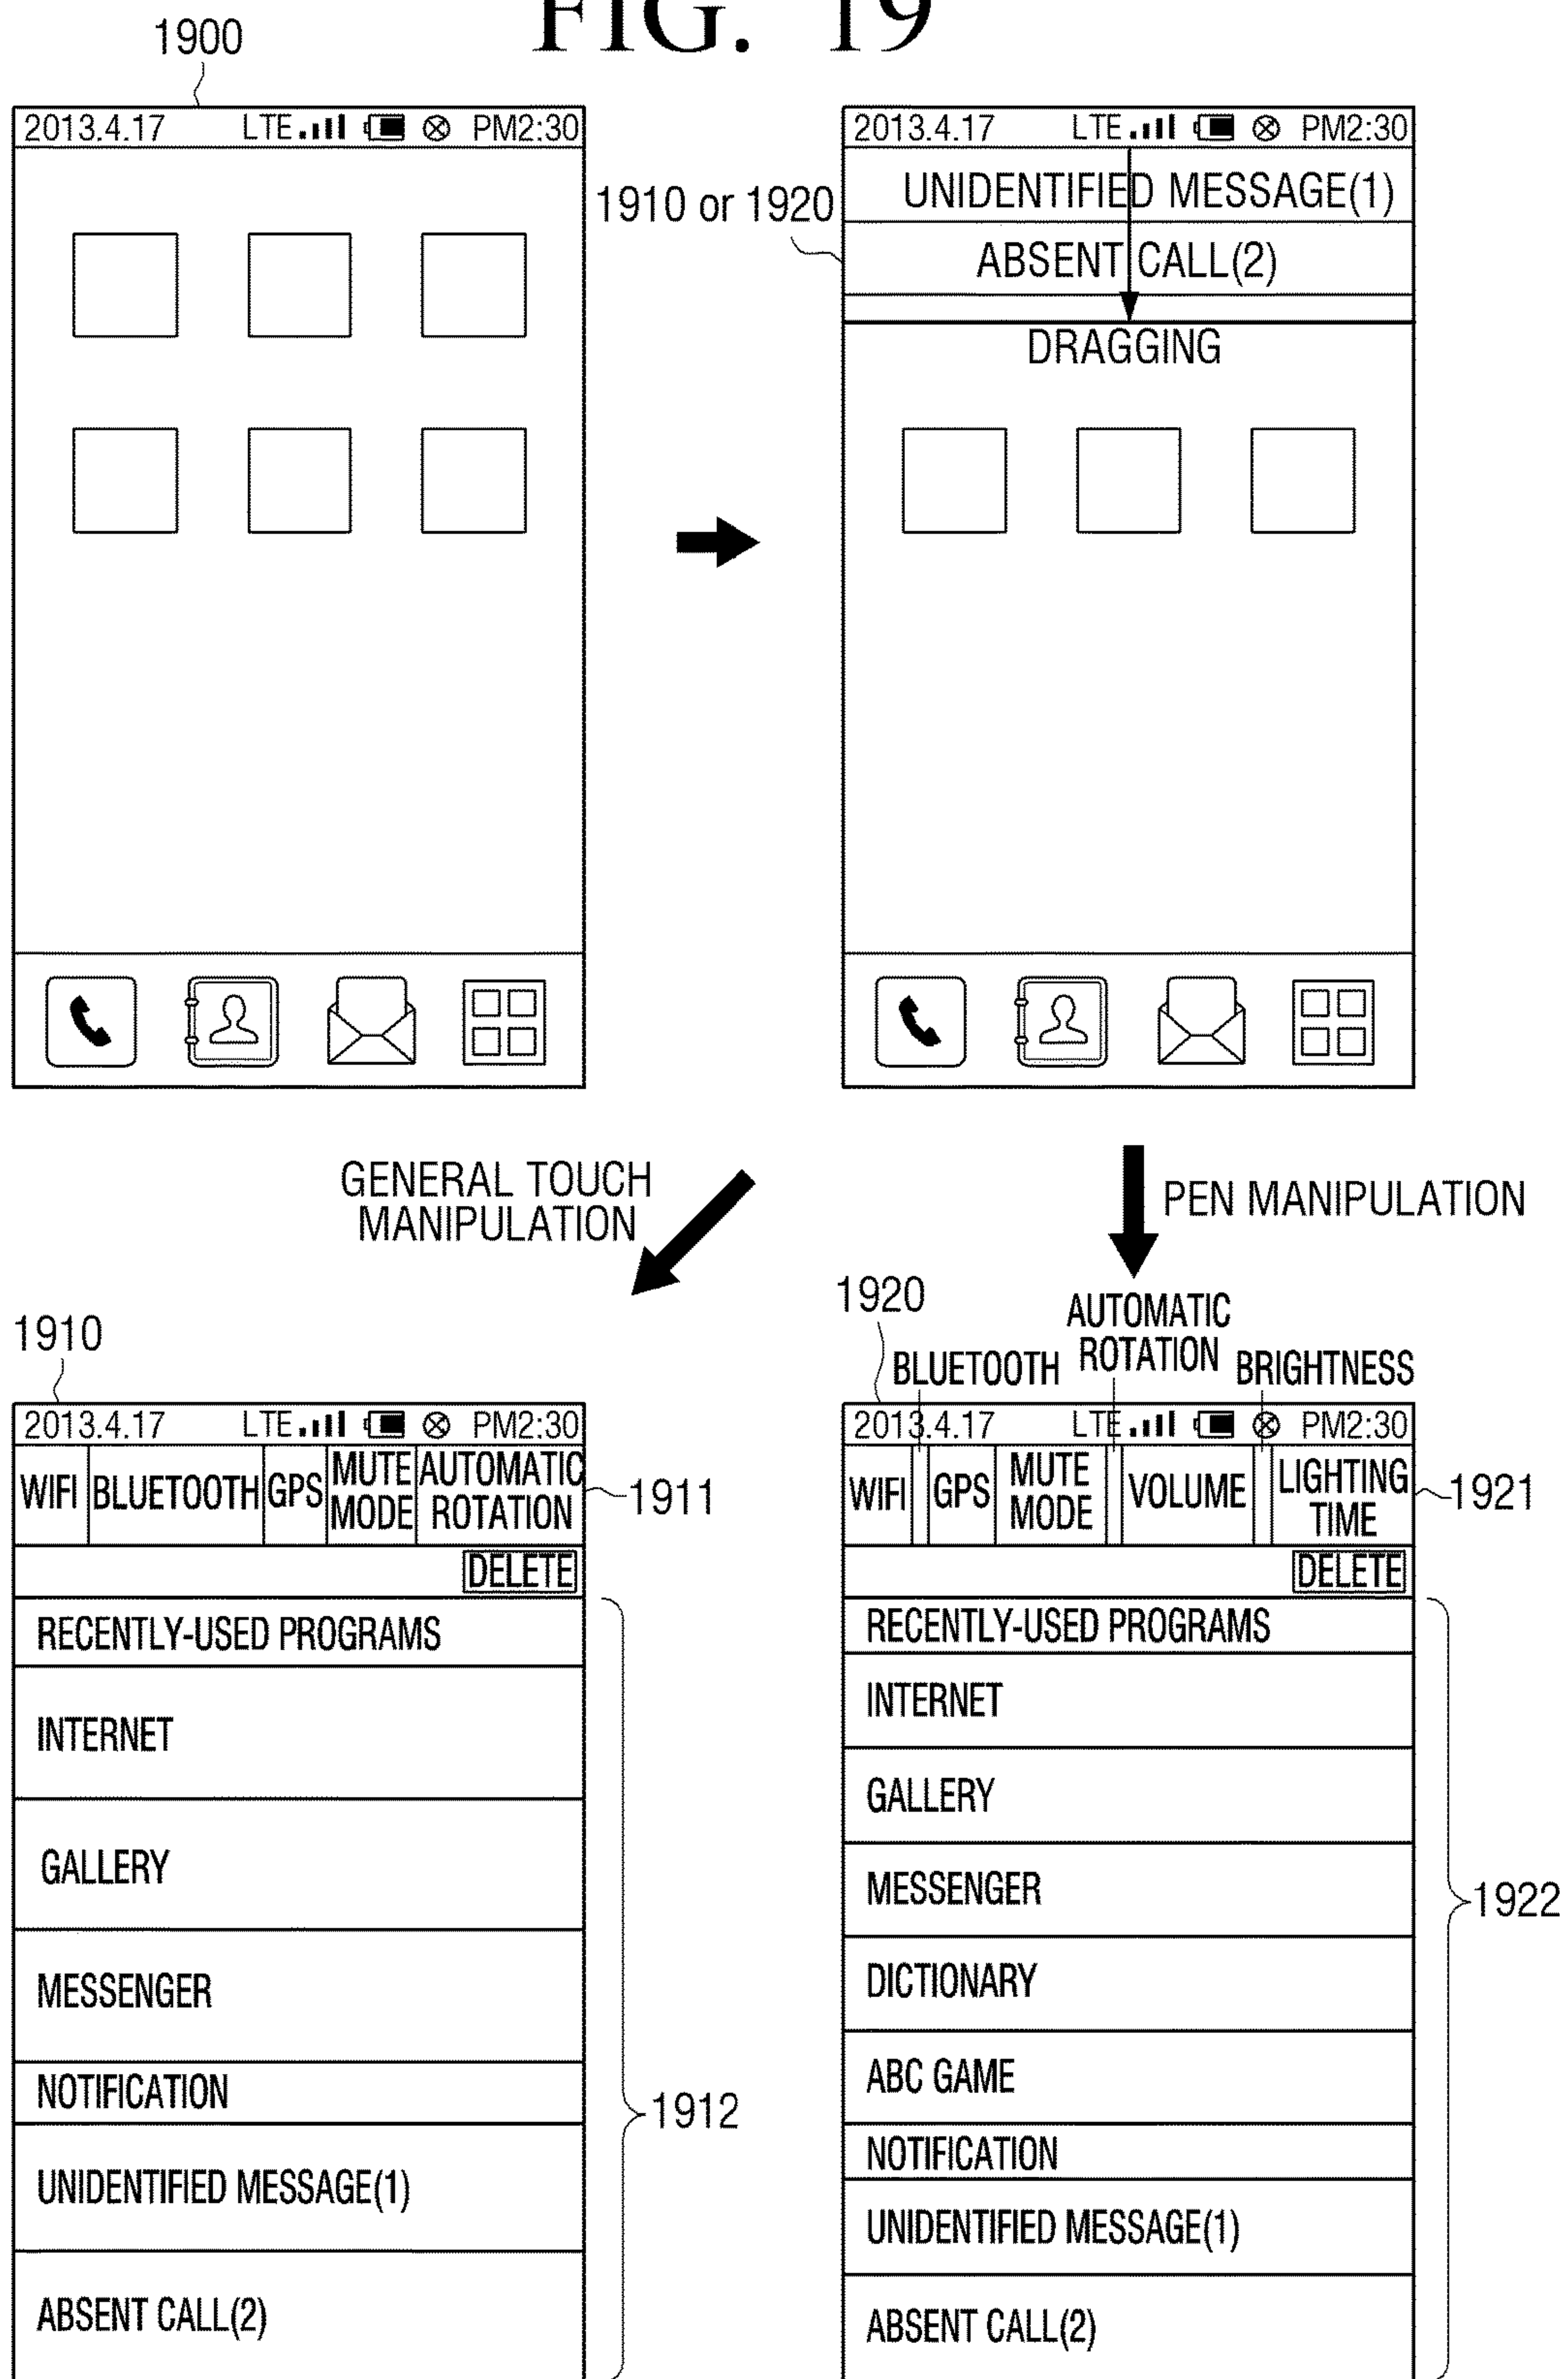 FIG. 19
1900
2013.4.17 LTE PM2:30
2013.4.17 LTE PM2:30
1910 or 1920
UNIDENTIFIED MESSAGE(1)
ABSENT CALL(2)
DRAGGING
GENERAL TOUCH
MANIPULATION
PEN MANIPULATION
1910
2013.4.17 LTE PM2:30
WIFI
BLUETOOTH
GPS
MUTE
MODE
AUTOMATIC
ROTATION
1911
DELETE
RECENTLY-USED PROGRAMS
INTERNET
GALLERY
MESSENGER
NOTIFICATION
UNIDENTIFIED MESSAGE(1)
ABSENT CALL(2)
1912
1920
BLUETOOTH
AUTOMATIC
ROTATION
BRIGHTNESS
2013.4.17 LTE PM2:30
WIFI
GPS
MUTE
MODE
VOLUME
LIGHTING
TIME
1921
DELETE
RECENTLY-USED PROGRAMS
INTERNET
GALLERY
MESSENGER
DICTIONARY
ABC GAME
NOTIFICATION
UNIDENTIFIED MESSAGE(1)
ABSENT CALL(2)
1922